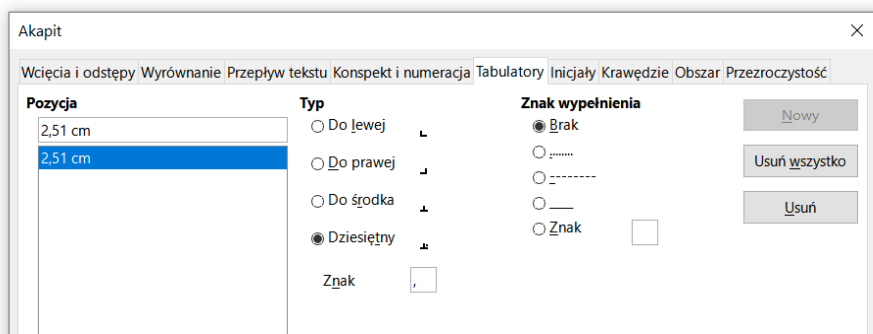 Akapit
Wcięcia i odstępy Wyrównanie Przepływ tekstu Konspekt i numeracja Tabulatory Inicjały Krawędzie Obszar Przezroczystość
Pozycja Typ Znak wypełnienia
2,51 cm Do lewej Brak Nowy
2,51 cm Do prawej ........ Usuń wszystko
--------
Do środka ____ Usuń
Dziesiętny Znak
Znak ,